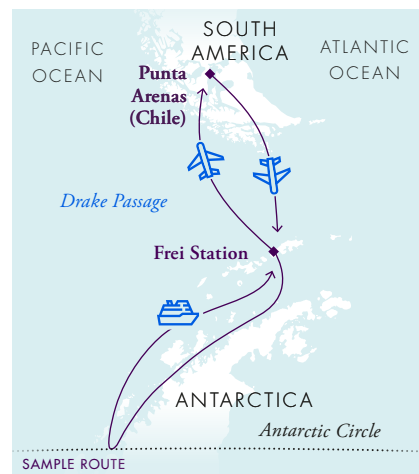 SOUTH
AMERICA
PACIFIC
OCEAN
ATLANTIC
OCEAN
Punta
Arenas
(Chile)
Drake Passage
Frei Station
ANTARCTICA
Antarctic Circle
SAMPLE ROUTE